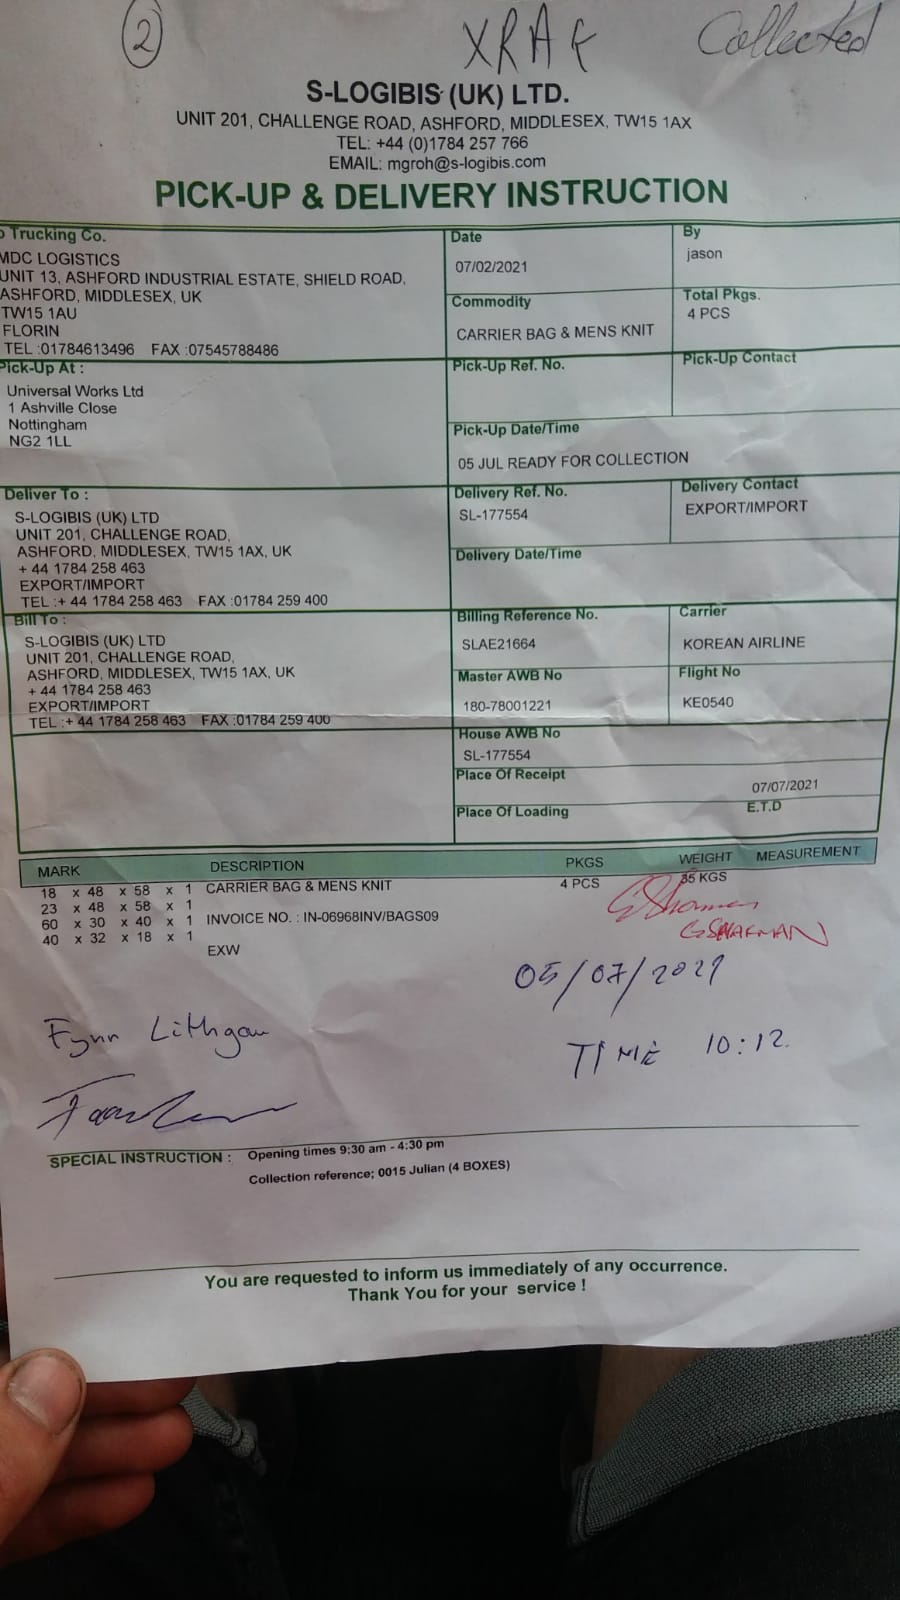 2
XRAY Collected
S-LOGIBIS (UK) LTD.
UNIT 201, CHALLENGE ROAD, ASHFORD, MIDDLESEX, TW15 1AX
TEL: +44 (0)1784 257 766
EMAIL: mgroh@s-logibis.com
PICK-UP & DELIVERY INSTRUCTION
o Trucking Co.
MDC LOGISTICS
UNIT 13, ASHFORD INDUSTRIAL ESTATE, SHIELD ROAD,
ASHFORD, MIDDLESEX, UK
TW15 1AU
FLORIN
TEL :01784613496 FAX :07545788486
Date
07/02/2021
By
jason
Commodity
CARRIER BAG & MENS KNIT
Total Pkgs.
4 PCS
Pick-Up At :
Universal Works Ltd
1 Ashville Close
Nottingham
NG2 1LL
Pick-Up Ref. No.
Pick-Up Contact
Pick-Up Date/Time
05 JUL READY FOR COLLECTION
Deliver To :
S-LOGIBIS (UK) LTD
UNIT 201, CHALLENGE ROAD,
ASHFORD, MIDDLESEX, TW15 1AX, UK
+ 44 1784 258 463
EXPORT/IMPORT
TEL :+ 44 1784 258 463 FAX :01784 259 400
Delivery Ref. No.
SL-177554
Delivery Contact
EXPORT/IMPORT
Delivery Date/Time
Bill To :
S-LOGIBIS (UK) LTD
UNIT 201, CHALLENGE ROAD,
ASHFORD, MIDDLESEX, TW15 1AX, UK
+ 44 1784 258 463
EXPORT/IMPORT
TEL :+ 44 1784 258 463 FAX :01784 259 400
Billing Reference No.
SLAE21664
Carrier
KOREAN AIRLINE
Master AWB No
180-78001221
Flight No
KE0540
House AWB No
SL-177554
Place Of Receipt
07/07/2021
Place Of Loading
E.T.D
MARK DESCRIPTION PKGS WEIGHT MEASUREMENT
18 x 48 x 58 x 1 CARRIER BAG & MENS KNIT 4 PCS 35 KGS
23 x 48 x 58 x 1
60 x 30 x 40 x 1 INVOICE NO. : IN-06968INV/BAGS09
40 x 32 x 18 x 1
EXW
05/07/2021
Fynn Lithgow
TIME 10:12.
SPECIAL INSTRUCTION : Opening times 9:30 am - 4:30 pm
Collection reference; 0015 Julian (4 BOXES)
You are requested to inform us immediately of any occurrence.
Thank You for your service !